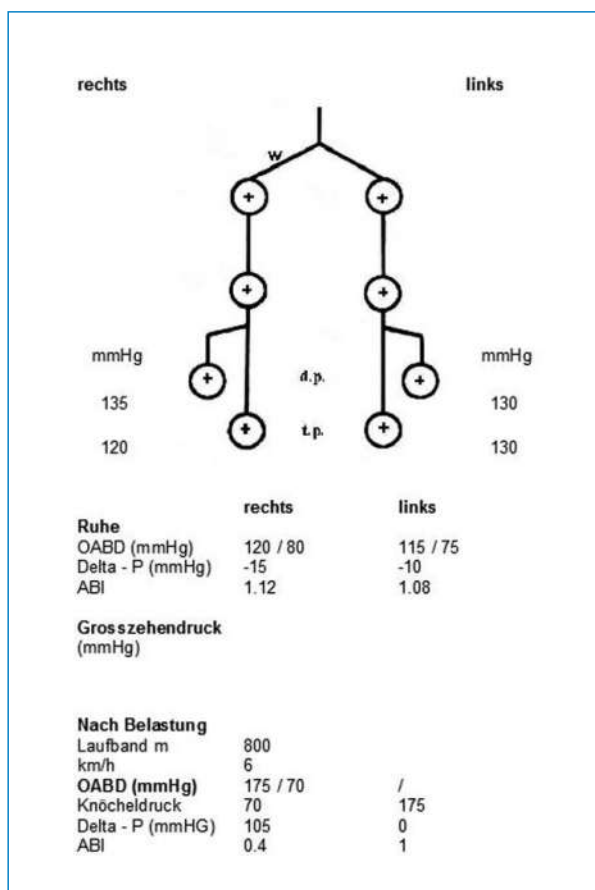 rechts links
w
+ +
+ +
mmHg mmHg
+ d.p. +
135 130
+ t.p. +
120 130
rechts links
Ruhe
OABD (mmHg) 120 / 80 115 / 75
Delta - P (mmHg) -15 -10
ABI 1.12 1.08
Grosszehendruck
(mmHg)
Nach Belastung
Laufband m 800
km/h 6
OABD (mmHg) 175 / 70 /
Knöcheldruck 70 175
Delta - P (mmHG) 105 0
ABI 0.4 1